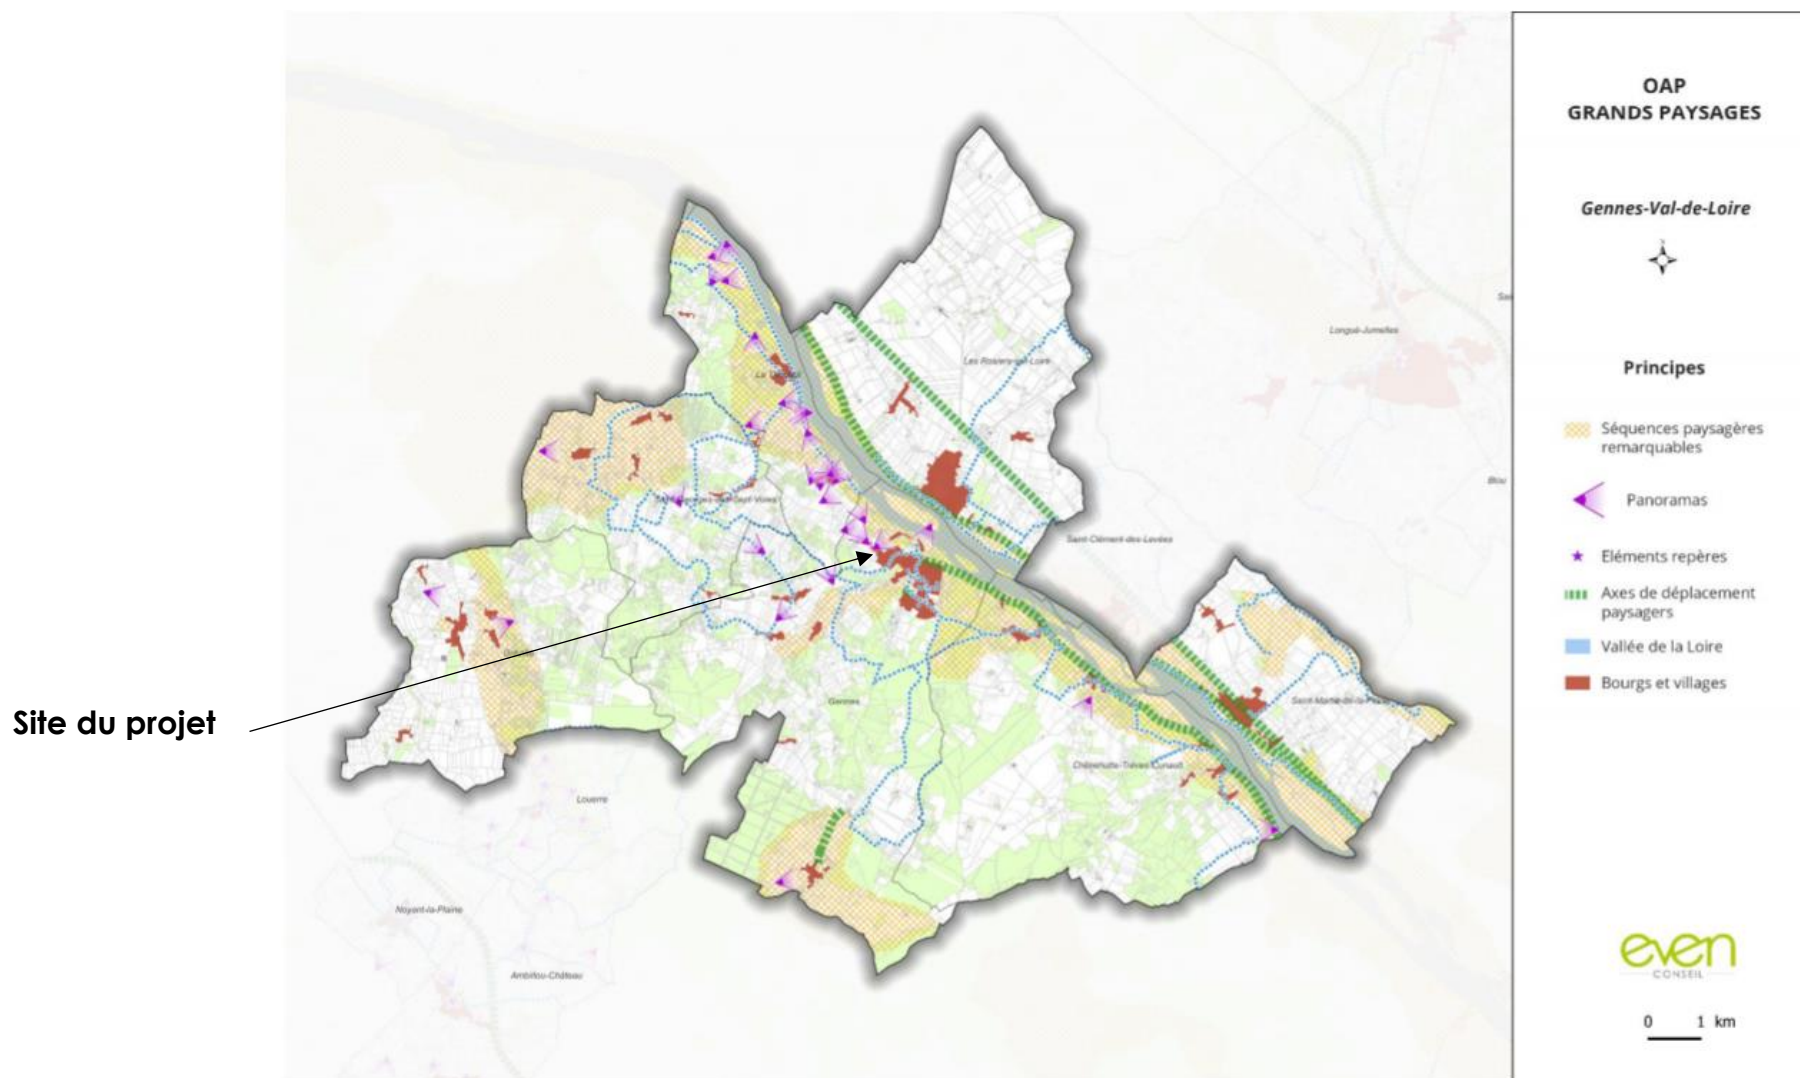 OAP
GRANDS PAYSAGES
Gennes-Val-de-Loire
Principes
Séquences paysagères
remarquables
Panoramas
Eléments repères
Axes de déplacement
paysagers
Vallée de la Loire
Bourgs et villages
even
CONSEIL
0 1 km
Site du projet
Longué-Jumelles
Les Rosiers-sur-Loire
Blou
Saint-Clément-des-Levées
Gennes
Chênehutte-Trèves-Cunault
Louerre
Noyant-la-Plaine
Ambillou-Château